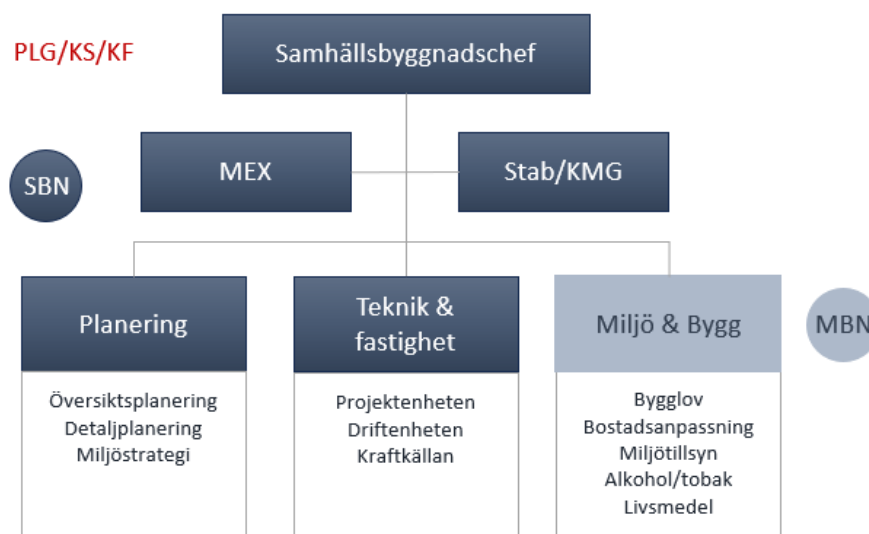 PLG/KS/KF
Samhällsbyggnadschef
SBN
MEX
Stab/KMG
Planering
Teknik &
fastighet
Miljö & Bygg
MBN
Översiktsplanering
Detaljplanering
Miljöstrategi
Projektenheten
Driftenheten
Kraftkällan
Bygglov
Bostadsanpassning
Miljötillsyn
Alkohol/tobak
Livsmedel